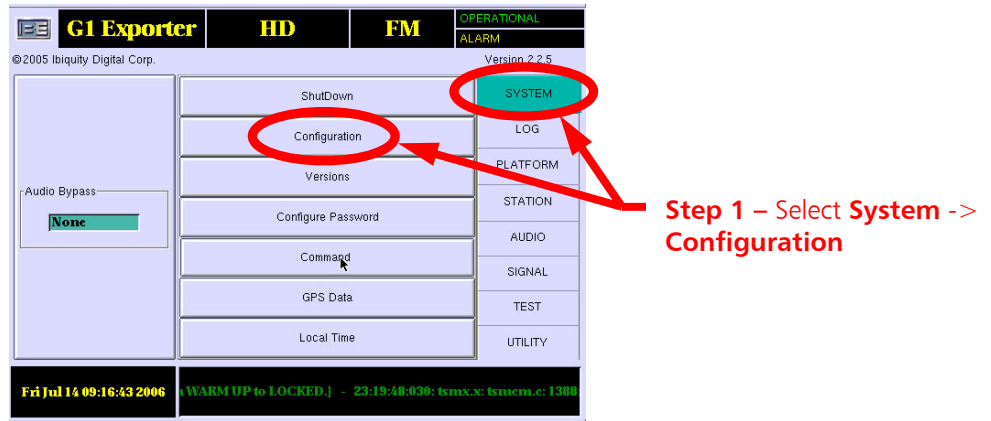 G1 Exporter HD FM OPERATIONAL
ALARM
©2005 Ibiquity Digital Corp. Version 2.2.5
ShutDown
Configuration
Versions
Configure Password
Command
GPS Data
Local Time
Audio Bypass
None
SYSTEM
LOG
PLATFORM
STATION
AUDIO
SIGNAL
TEST
UTILITY
Fri Jul 14 09:16:43 2006 WARM UP to LOCKED.] - 23:19:48:030: tsmx.x: tsmcm.c: 1388:
Step 1 – Select System ->
Configuration